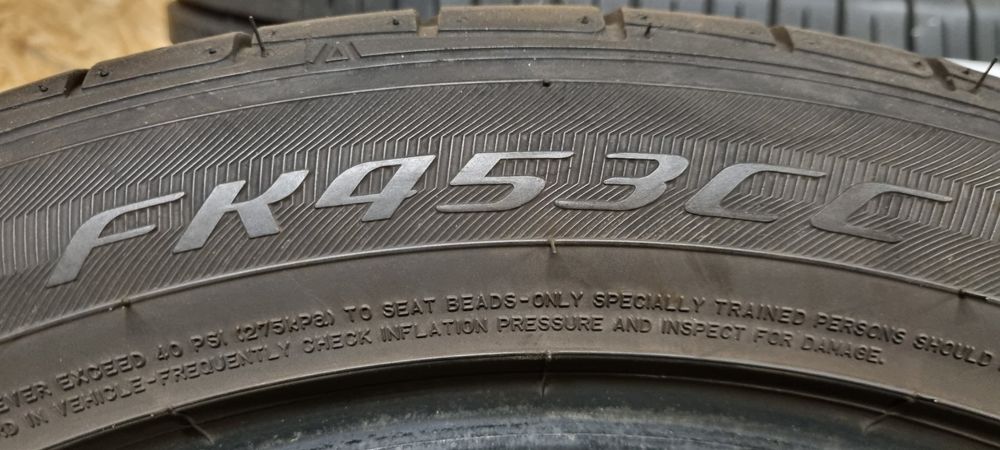 FK453CC
EVER EXCEED 40 PSI. (275KPa) TO SEAT BEADS-ONLY SPECIALLY TRAINED PERSONS SHOULD
IN VEHICLE-FREQUENTLY CHECK INFLATION PRESSURE AND INSPECT FOR DAMAGE.